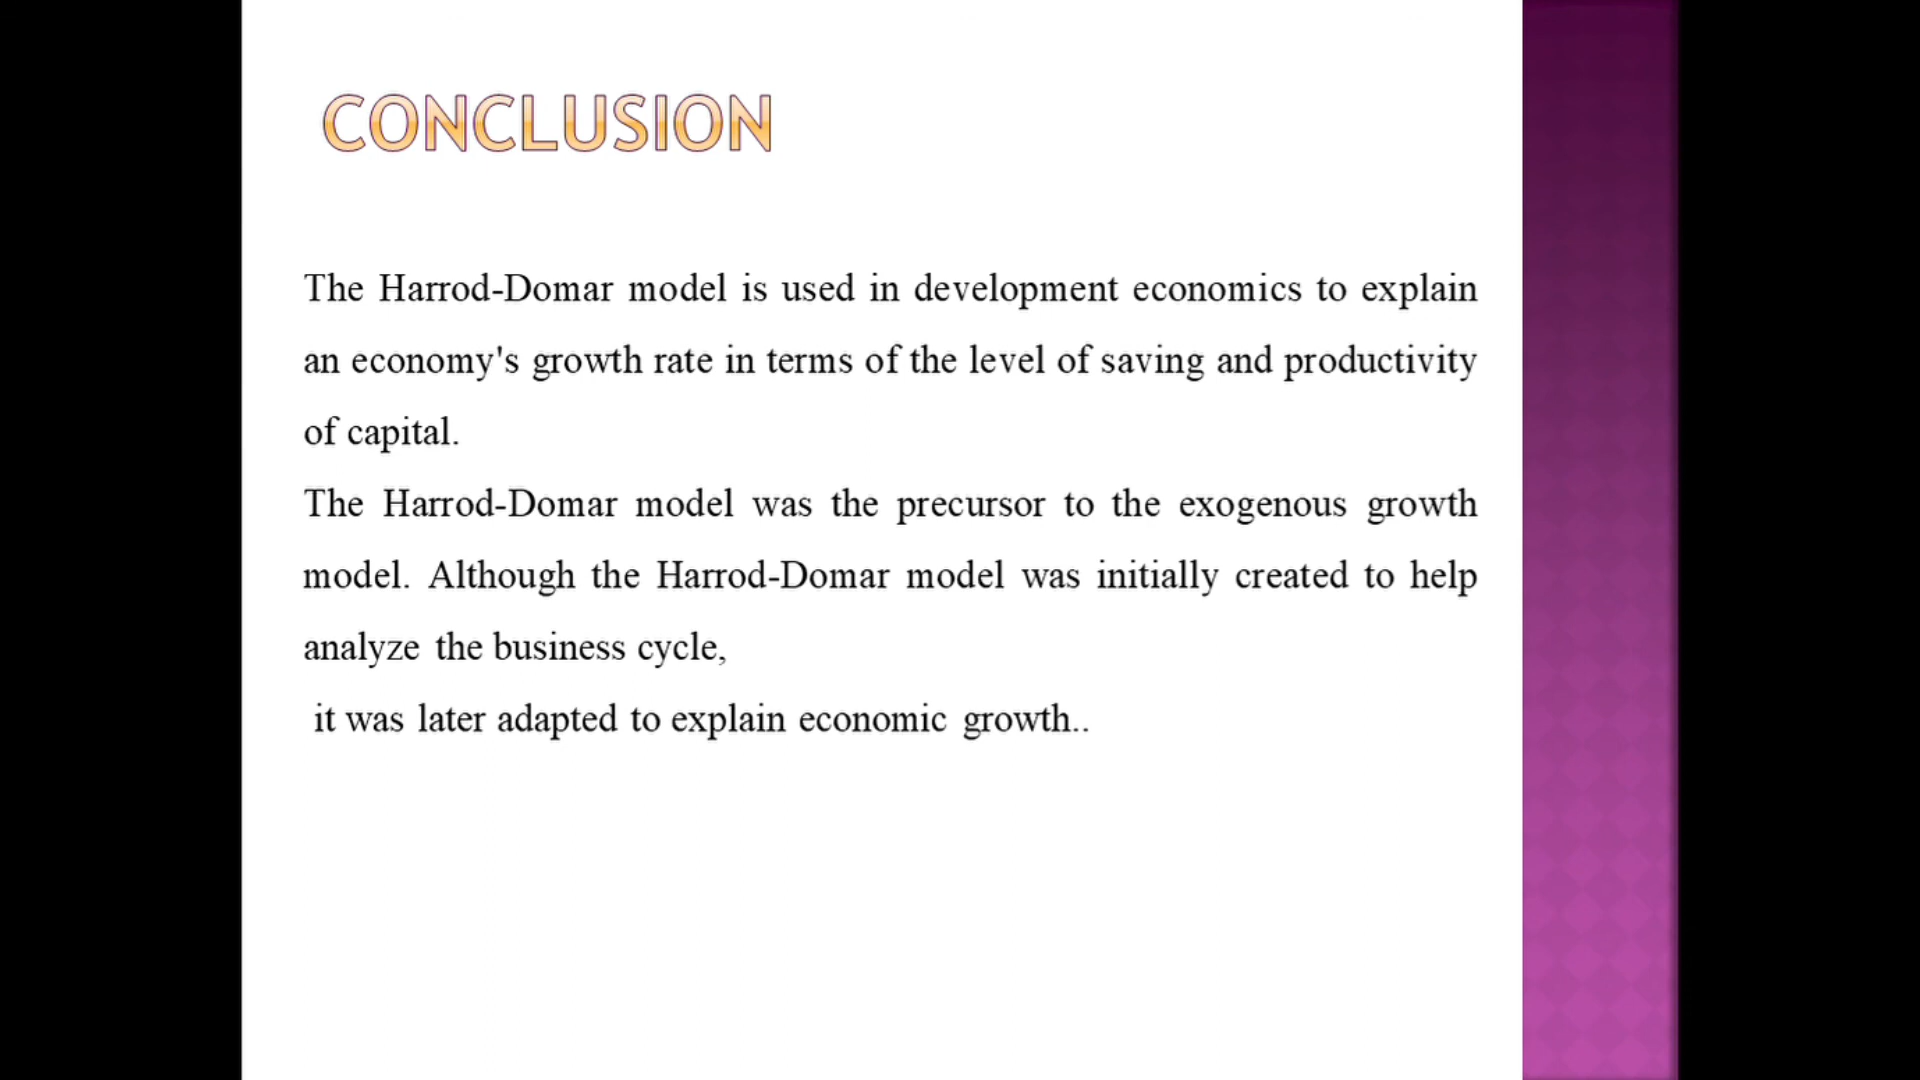 CONCLUSION
The Harrod-Domar model is used in development economics to explain
an economy's growth rate in terms of the level of saving and productivity
of capital.
The Harrod-Domar model was the precursor to the exogenous growth
model. Although the Harrod-Domar model was initially created to help
analyze the business cycle,
it was later adapted to explain economic growth..